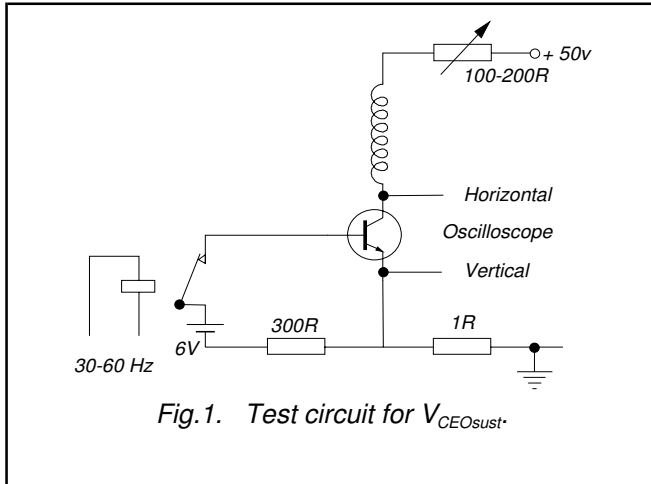 + 50v
100-200R
Horizontal
Oscilloscope
Vertical
300R
1R
6V
30-60 Hz
Fig.1. Test circuit for VCEOsust.